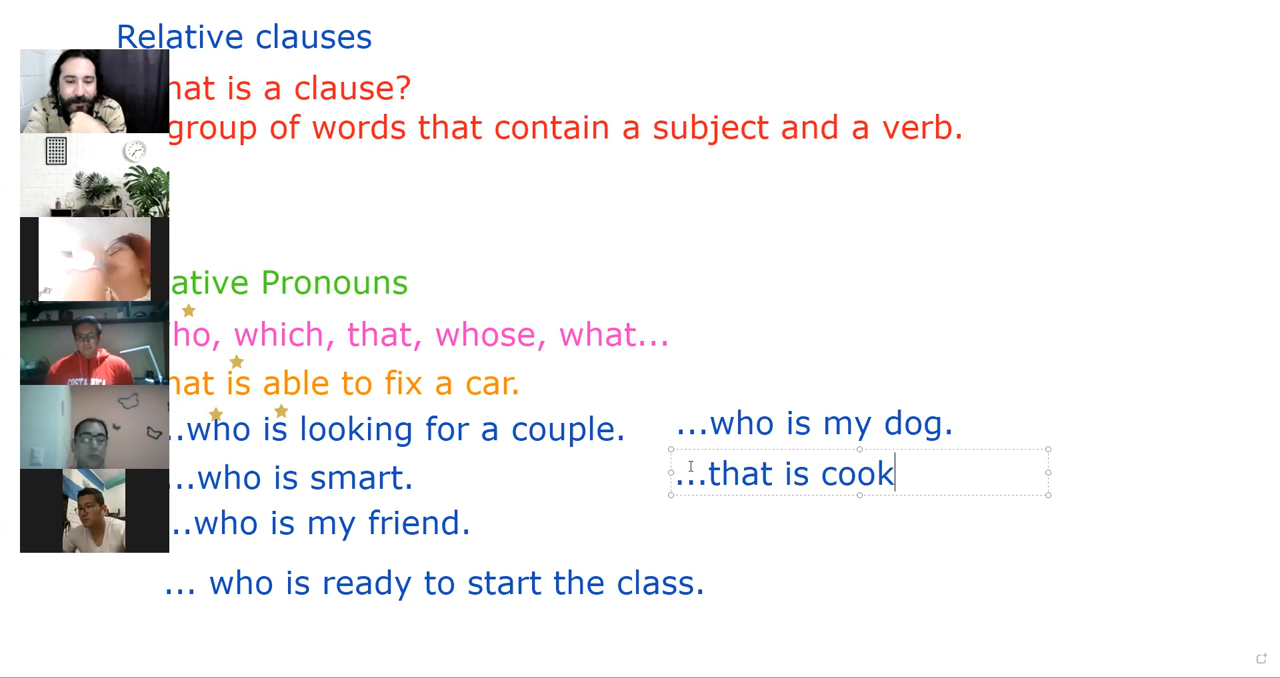 Relative clauses
hat is a clause?
group of words that contain a subject and a verb.
ative Pronouns
ho, which, that, whose, what...
hat is able to fix a car.
..who is looking for a couple.
...who is my dog.
..who is smart.
...that is cook
..who is my friend.
... who is ready to start the class.